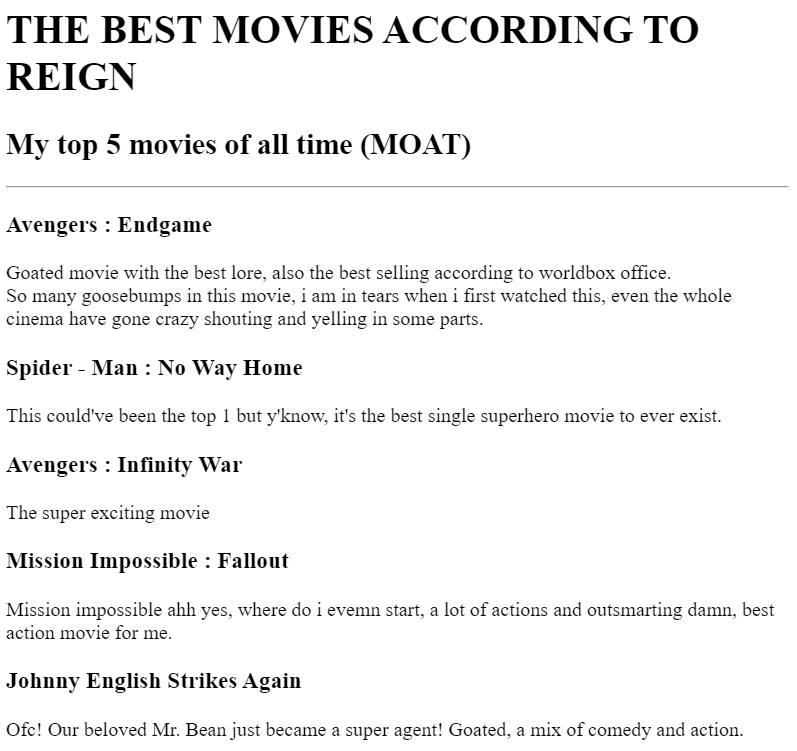 THE BEST MOVIES ACCORDING TO
REIGN
My top 5 movies of all time (MOAT)
Avengers : Endgame
Goated movie with the best lore, also the best selling according to worldbox office.
So many goosebumps in this movie, i am in tears when i first watched this, even the whole
cinema have gone crazy shouting and yelling in some parts.
Spider - Man : No Way Home
This could've been the top 1 but y'know, it's the best single superhero movie to ever exist.
Avengers : Infinity War
The super exciting movie
Mission Impossible : Fallout
Mission impossible ahh yes, where do i evemn start, a lot of actions and outsmarting damn, best
action movie for me.
Johnny English Strikes Again
Ofc! Our beloved Mr. Bean just became a super agent! Goated, a mix of comedy and action.